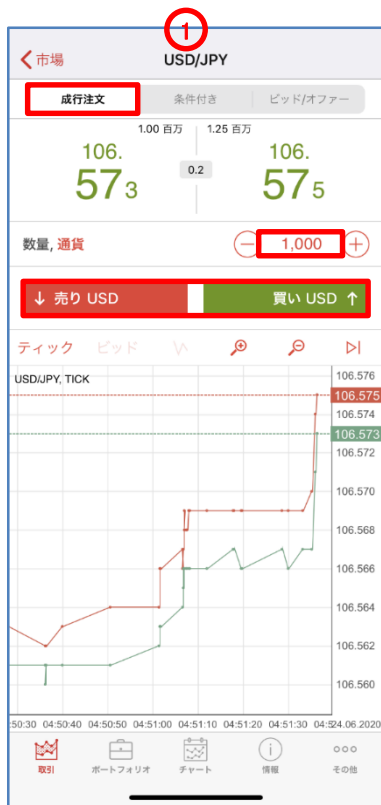 1
市場 USD/JPY
成行注文 条件付き ビッド/オファー
1.00 百万 1.25 百万
106. 106.
573 0.2 575
数量, 通貨 1,000
↓ 売り USD 買い USD ↑
ティック ビッド
USD/JPY, TICK
106.576
106.575
106.574
106.573
106.572
106.570
106.568
106.566
106.564
106.562
106.560
:50:30 04:50:40 04:50:50 04:51:00 04:51:10 04:51:20 04:51:30 04:524.06.2020
取引 ポートフォリオ チャート 情報 その他